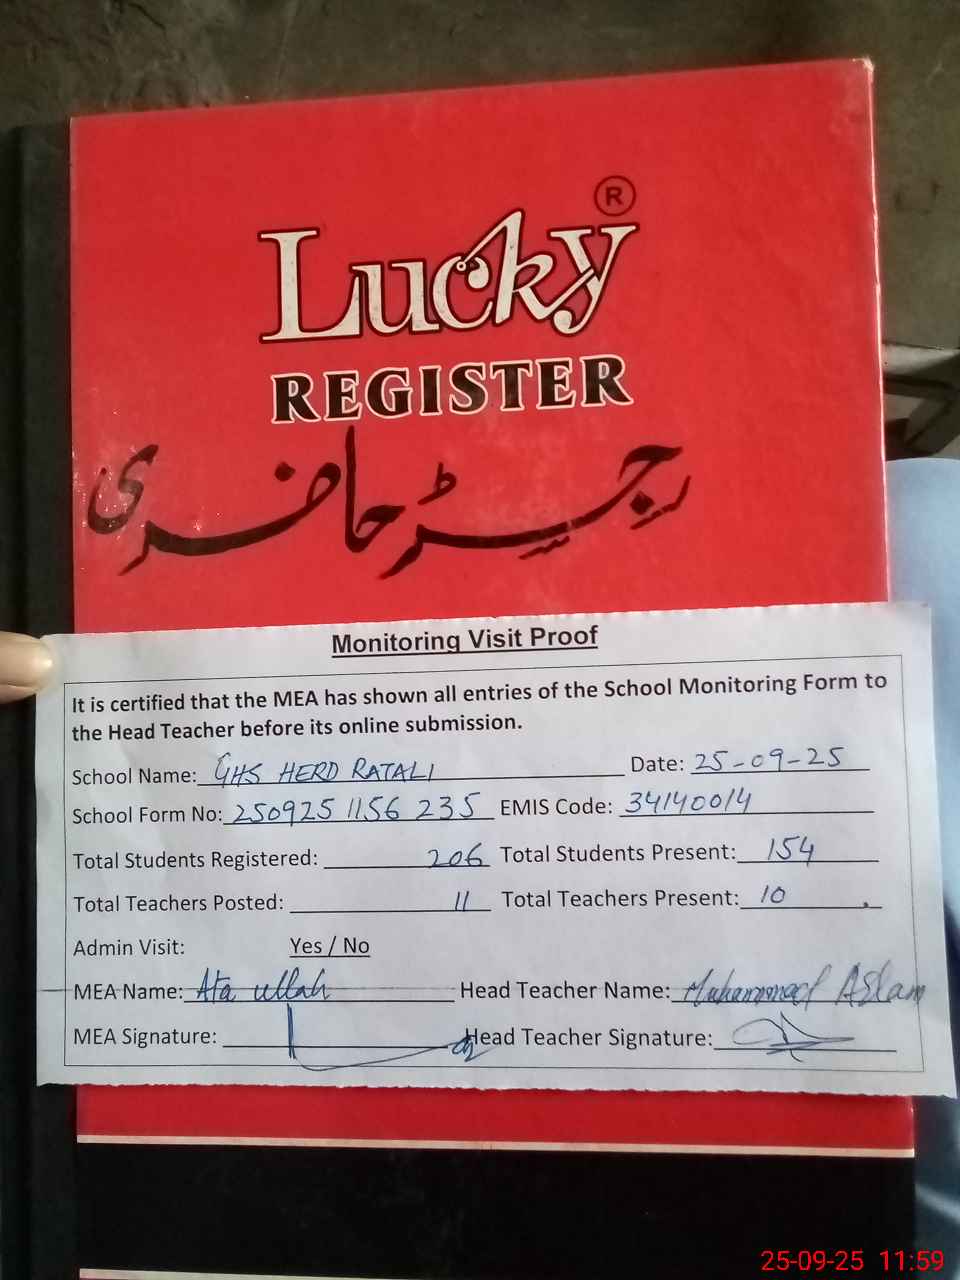 Lucky ®
REGISTER
رجسٹر حاضری
Monitoring Visit Proof
It is certified that the MEA has shown all entries of the School Monitoring Form to
the Head Teacher before its online submission.
School Name: GHS HERD RATALI Date: 25-09-25
School Form No: 250925 1156 235 EMIS Code: 34140014
Total Students Registered: 206 Total Students Present: 154
Total Teachers Posted: 11 Total Teachers Present: 10
Admin Visit: Yes / No
MEA Name: Ata ullah Head Teacher Name: Muhammad Aslam
MEA Signature: Head Teacher Signature:
25-09-25 11:59